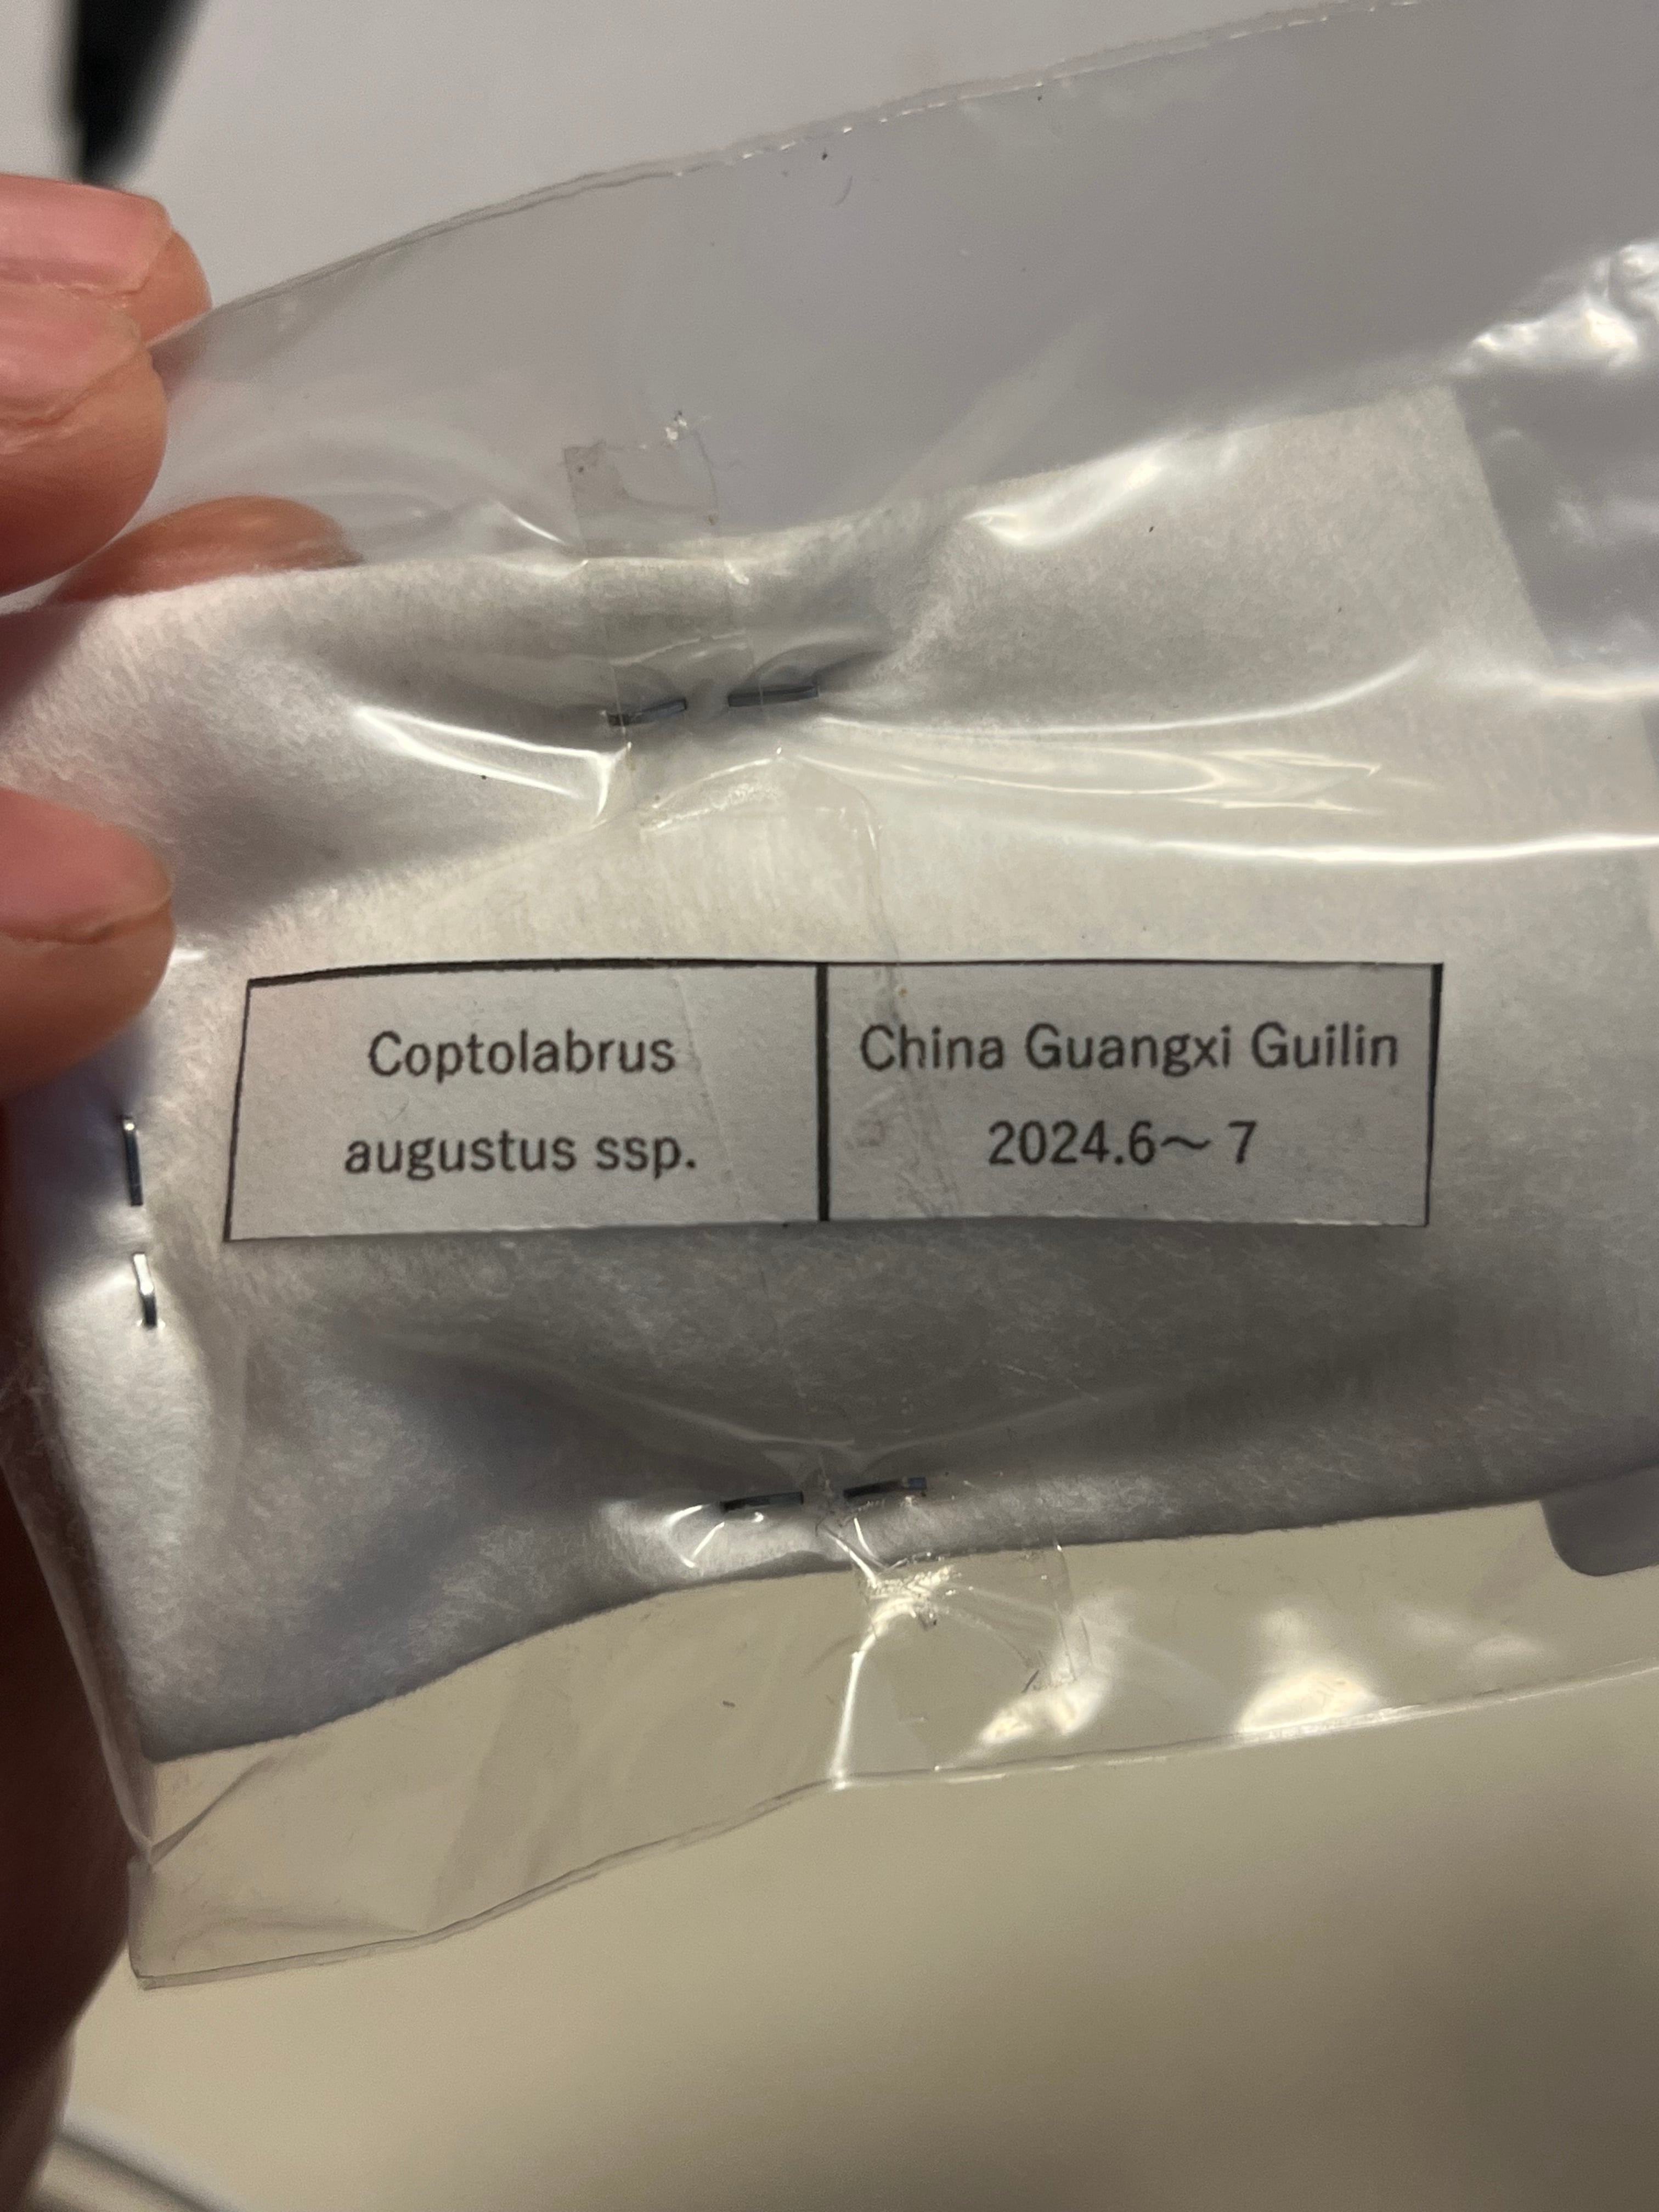 Coptolabrus
augustus ssp.
China Guangxi Guilin
2024.6～7